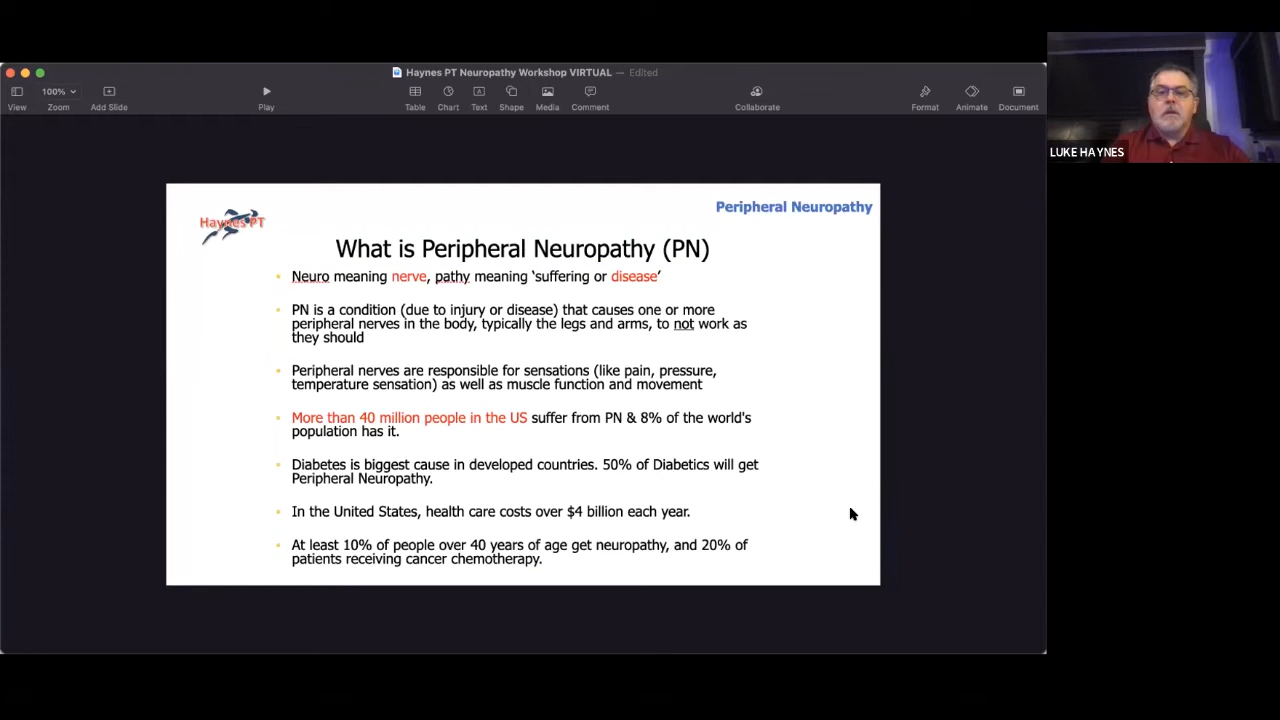 Haynes PT Neuropathy Workshop VIRTUAL — Edited
100%
View
Zoom
Add Slide
Play
Table
Chart
Text
Shape
Media
Comment
Collaborate
Format
Animate
Document
LUKE HAYNES
Haynes PT
Peripheral Neuropathy
What is Peripheral Neuropathy (PN)
Neuro meaning nerve, pathy meaning ‘suffering or disease’
PN is a condition (due to injury or disease) that causes one or more
peripheral nerves in the body, typically the legs and arms, to not work as
they should
Peripheral nerves are responsible for sensations (like pain, pressure,
temperature sensation) as well as muscle function and movement
More than 40 million people in the US suffer from PN & 8% of the world's
population has it.
Diabetes is biggest cause in developed countries. 50% of Diabetics will get
Peripheral Neuropathy.
In the United States, health care costs over $4 billion each year.
At least 10% of people over 40 years of age get neuropathy, and 20% of
patients receiving cancer chemotherapy.